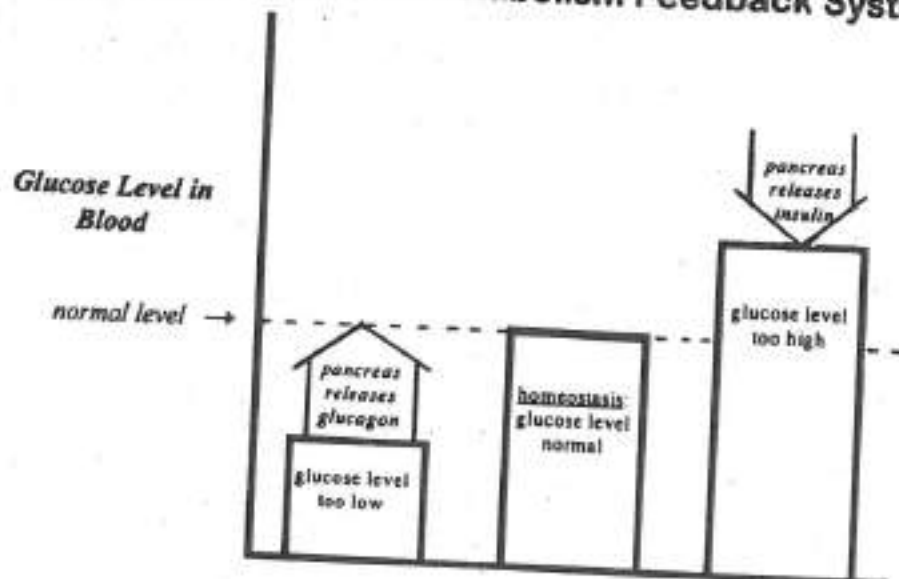 Feedback
Glucose Level in
Blood
normal level →
pancreas
releases
glucagon
glucose level
too low
homeostasis:
glucose level
normal
pancreas
releases
insulin
glucose level
too high